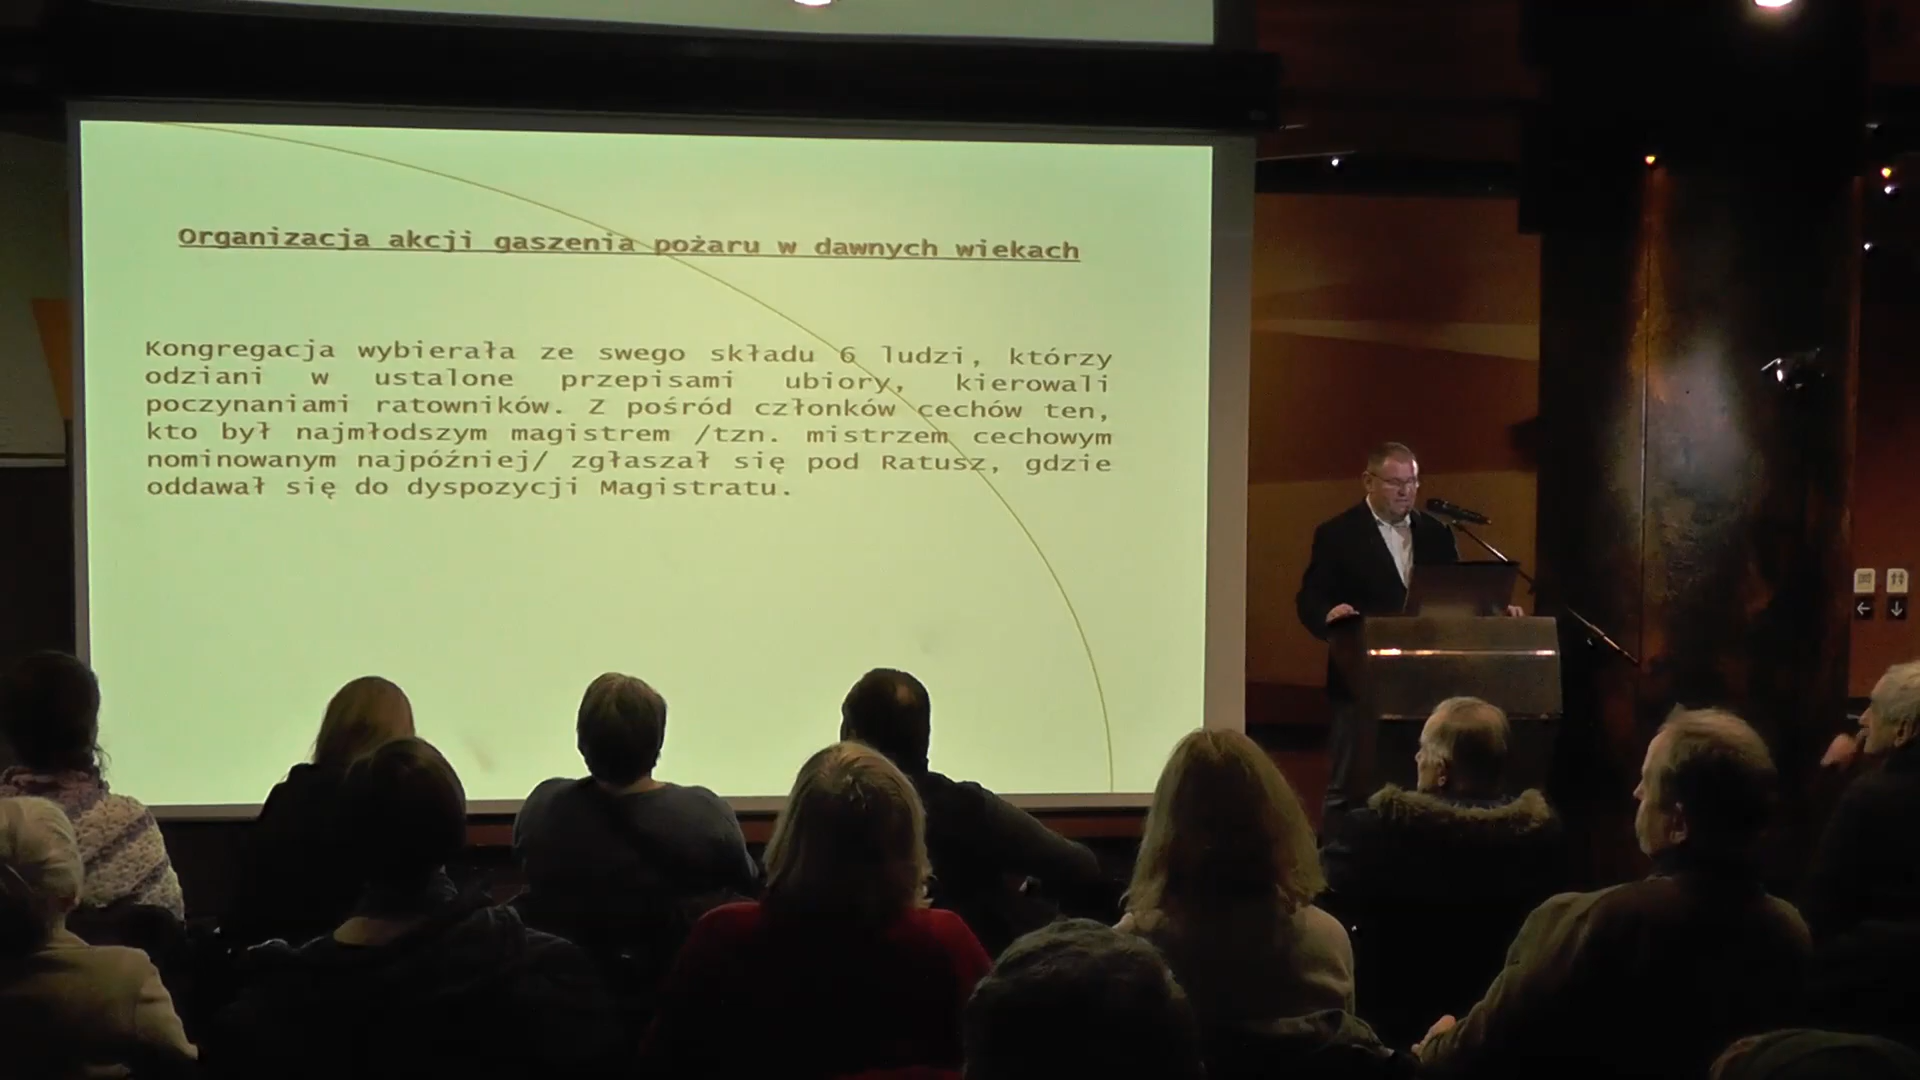 Organizacja akcji gaszenia pożaru w dawnych wiekach
Kongregacja wybierała ze swego składu 6 ludzi, którzy
odziani w ustalone przepisami ubiory, kierowali
poczynaniami ratowników. Z pośród członków cechów ten,
kto był najmłodszym magistrem /tzn. mistrzem cechowym
nominowanym najpóźniej/ zgłaszał się pod Ratusz, gdzie
oddawał się do dyspozycji Magistratu.